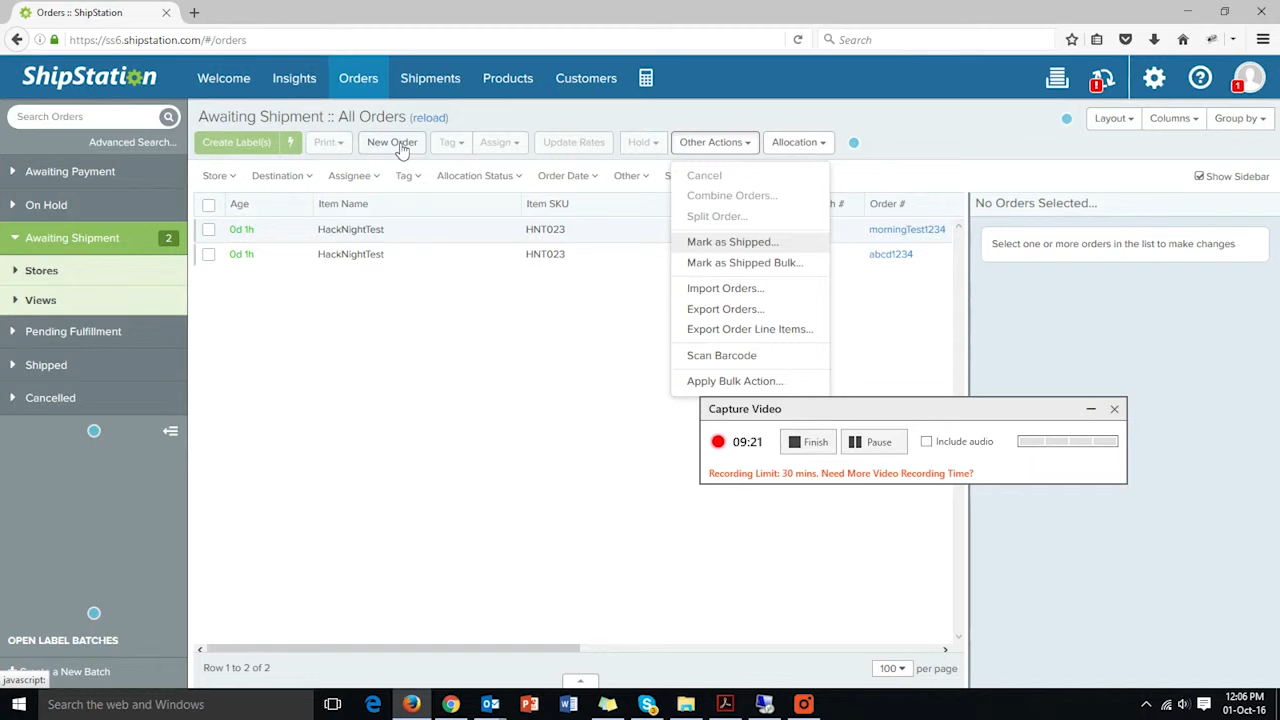 Orders :: ShipStation
https://ss6.shipstation.com/#/orders
Search
ShipStation
Welcome
Insights
Orders
Shipments
Products
Customers
1
Search Orders
Advanced Search...
Awaiting Payment
On Hold
Awaiting Shipment
2
Stores
Views
Pending Fulfillment
Shipped
Cancelled
OPEN LABEL BATCHES
Create a New Batch
javascript:
Awaiting Shipment :: All Orders (reload)
Layout
Columns
Group by
Create Label(s)
Print
New Order
Tag
Assign
Update Rates
Hold
Other Actions
Allocation
Store
Destination
Assignee
Tag
Allocation Status
Order Date
Other
S
Show Sidebar
Age
Item Name
Item SKU
Order #
0d 1h
HackNightTest
HNT023
morningTest1234
0d 1h
HackNightTest
HNT023
abcd1234
Cancel
Combine Orders...
Split Order...
Mark as Shipped...
Mark as Shipped Bulk...
Import Orders...
Export Orders...
Export Order Line Items...
Scan Barcode
Apply Bulk Action...
No Orders Selected...
Select one or more orders in the list to make changes
Capture Video
09:21
Finish
Pause
Include audio
Recording Limit: 30 mins. Need More Video Recording Time?
Row 1 to 2 of 2
100
per page
Search the web and Windows
12:06 PM
01-Oct-16